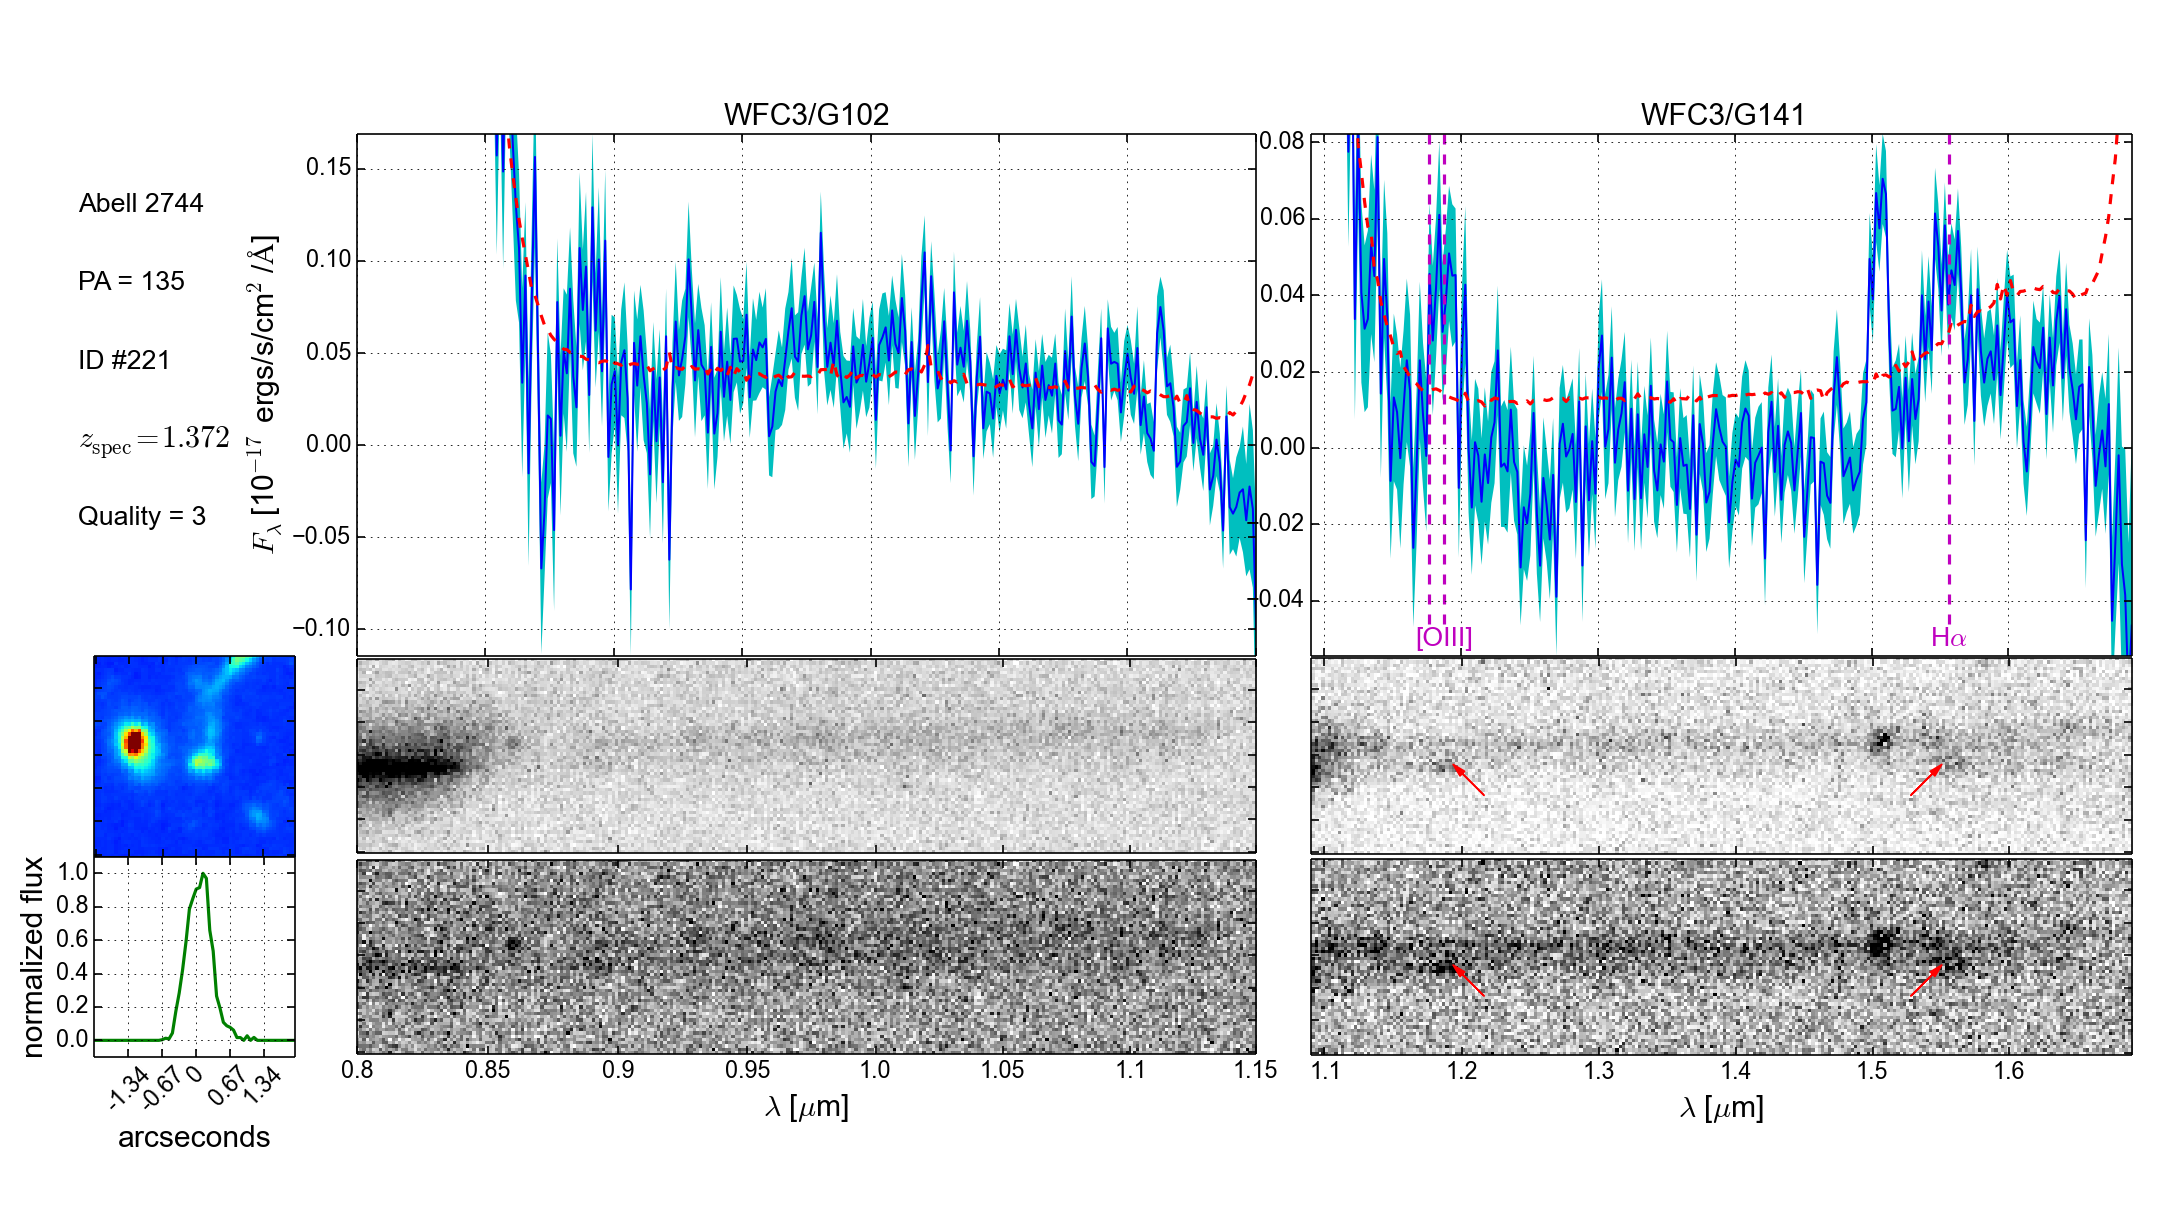 WFC3/G102
WFC3/G141
Abell 2744
PA = 135
ID #221
z_spec = 1.372
Quality = 3
F_λ [10^−17 ergs/s/cm^2 /Å]
0.15
0.10
0.05
0.00
−0.05
−0.10
0.08
0.06
0.04
0.02
0.00
−0.02
−0.04
[OIII]
Hα
normalized flux
1.0
0.8
0.6
0.4
0.2
0.0
-1.34 -0.67 0 0.67 1.34
arcseconds
0.8 0.85 0.9 0.95 1.0 1.05 1.1 1.15
λ [μm]
1.1 1.2 1.3 1.4 1.5 1.6
λ [μm]